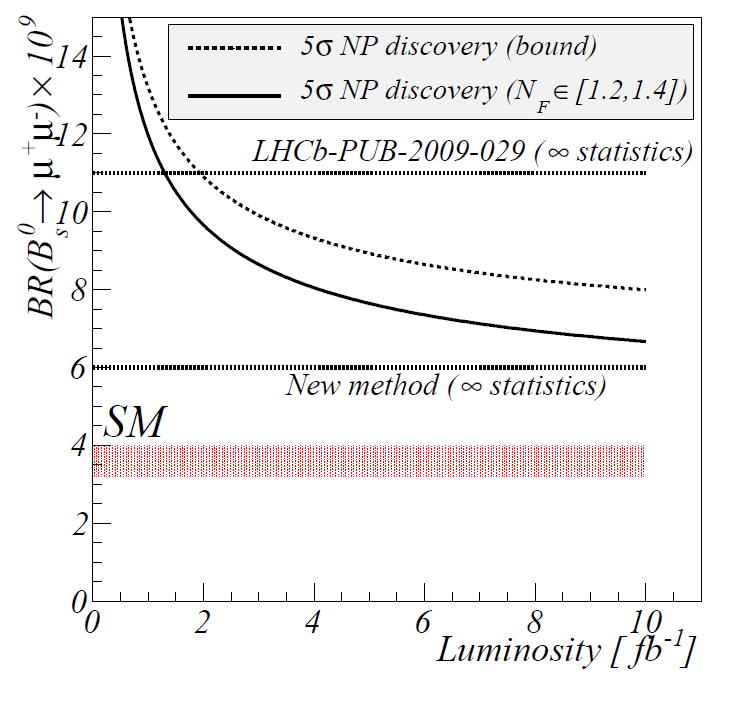 BR(B⁰ₛ → μ⁺μ⁻) × 10⁹
14
12
10
8
6
4
2
0
5σ NP discovery (bound)
5σ NP discovery (N_F ∈ [1.2,1.4])
LHCb-PUB-2009-029 (∞ statistics)
New method (∞ statistics)
SM
0 2 4 6 8 10
Luminosity [ fb⁻¹]